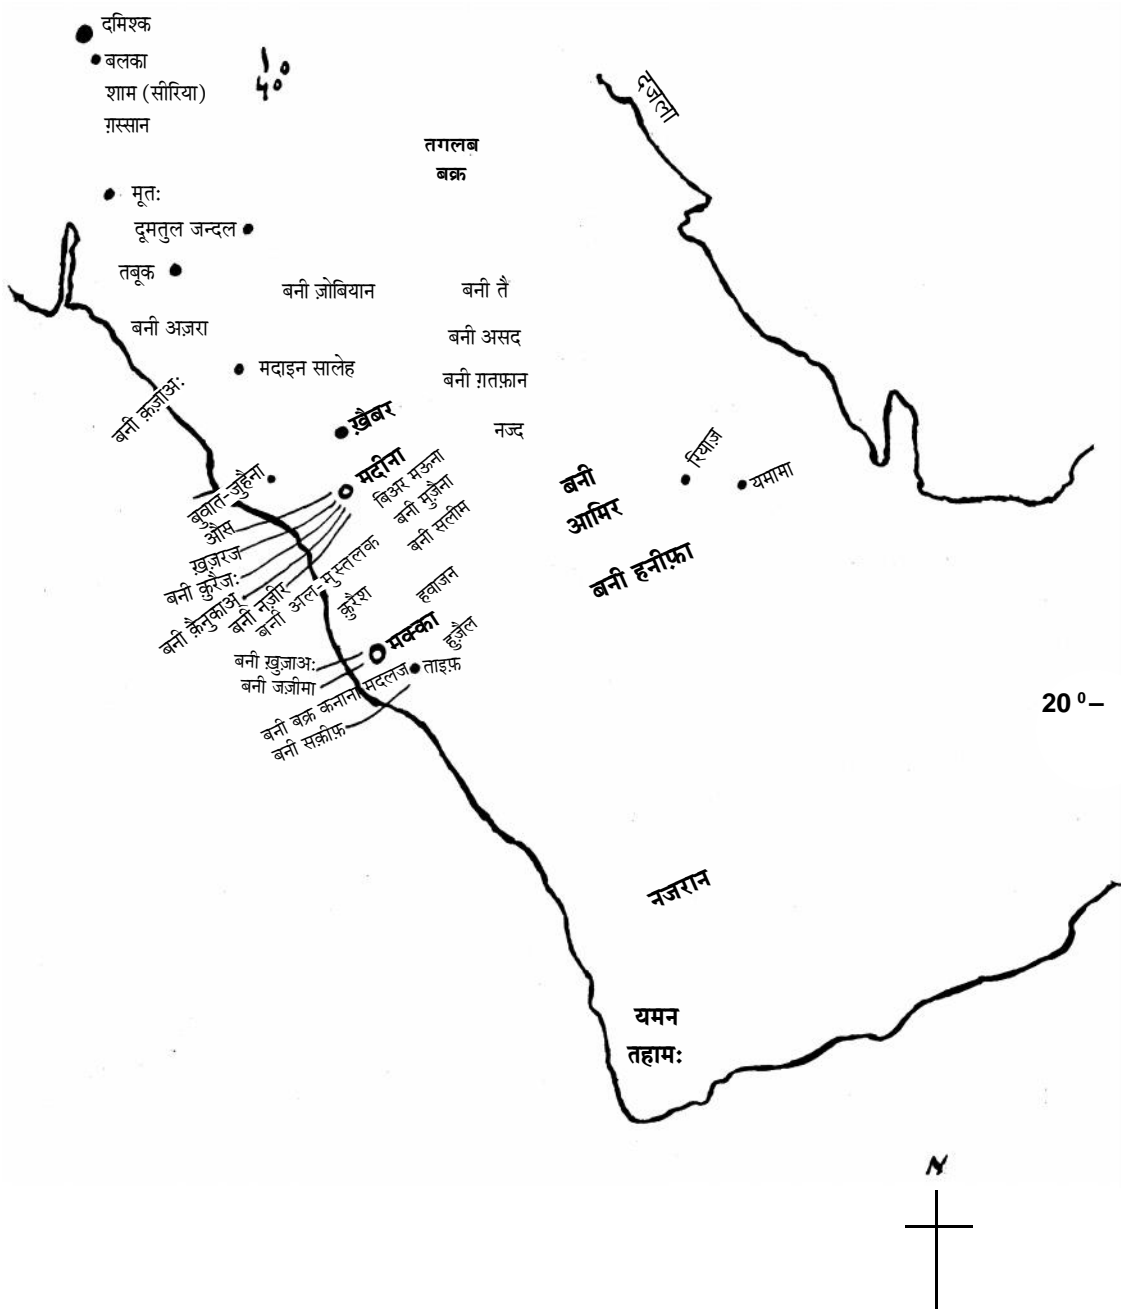 दमिश्क
बलका
शाम (सीरिया)
ग़स्सान
40°
दजला
तगलब
बक्र
मूतः
दूमतुल जन्दल
तबूक
बनी ज़ोबियान
बनी तै
बनी अज़रा
बनी असद
मदाइन सालेह
बनी ग़तफ़ान
बनी क़ज़ाअः
ख़ैबर
नज्द
रियाज़
यमामा
मदीना
बिअर मऊना
बनी मुज़ैना
बनी सलीम
बनी
आमिर
बनी हनीफ़ा
बुवात-जुहैना
औस
ख़ज़रज
बनी क़ुरैज़ः
बनी क़ैनुकाअ
बनी नज़ीर
बनी अल-मुस्तलक
क़ुरैश
हवाजन
मक्का
हुज़ैल
ताइफ़
बनी ख़ुज़ाअः
बनी जज़ीमा
बनी बक्र कनाना मदलज
बनी सक़ीफ़
20 ⁰–
नजरान
यमन
तहामः
N